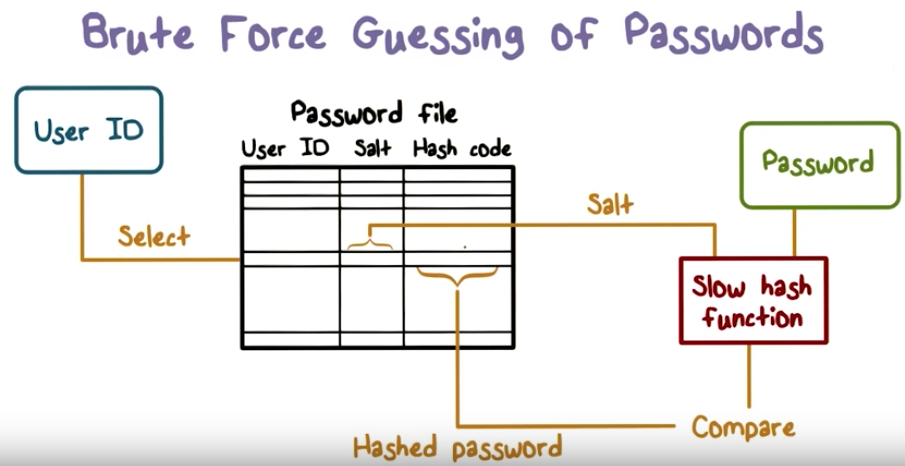 Brute Force Guessing of Passwords
User ID
Password file
User ID Salt Hash code
Password
Salt
Select
Slow hash
function
Compare
Hashed password